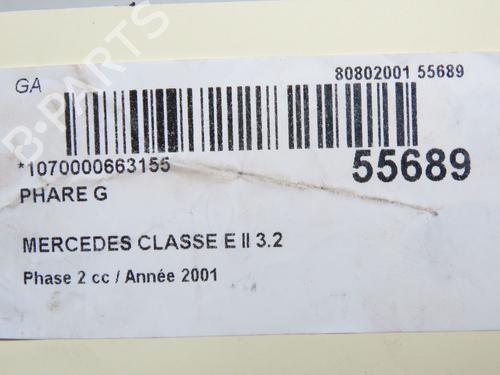 GA
80802001 55689
*1070000663155
55689
PHARE G
MERCEDES CLASSE E II 3.2
Phase 2 cc / Année 2001
B-PARTS